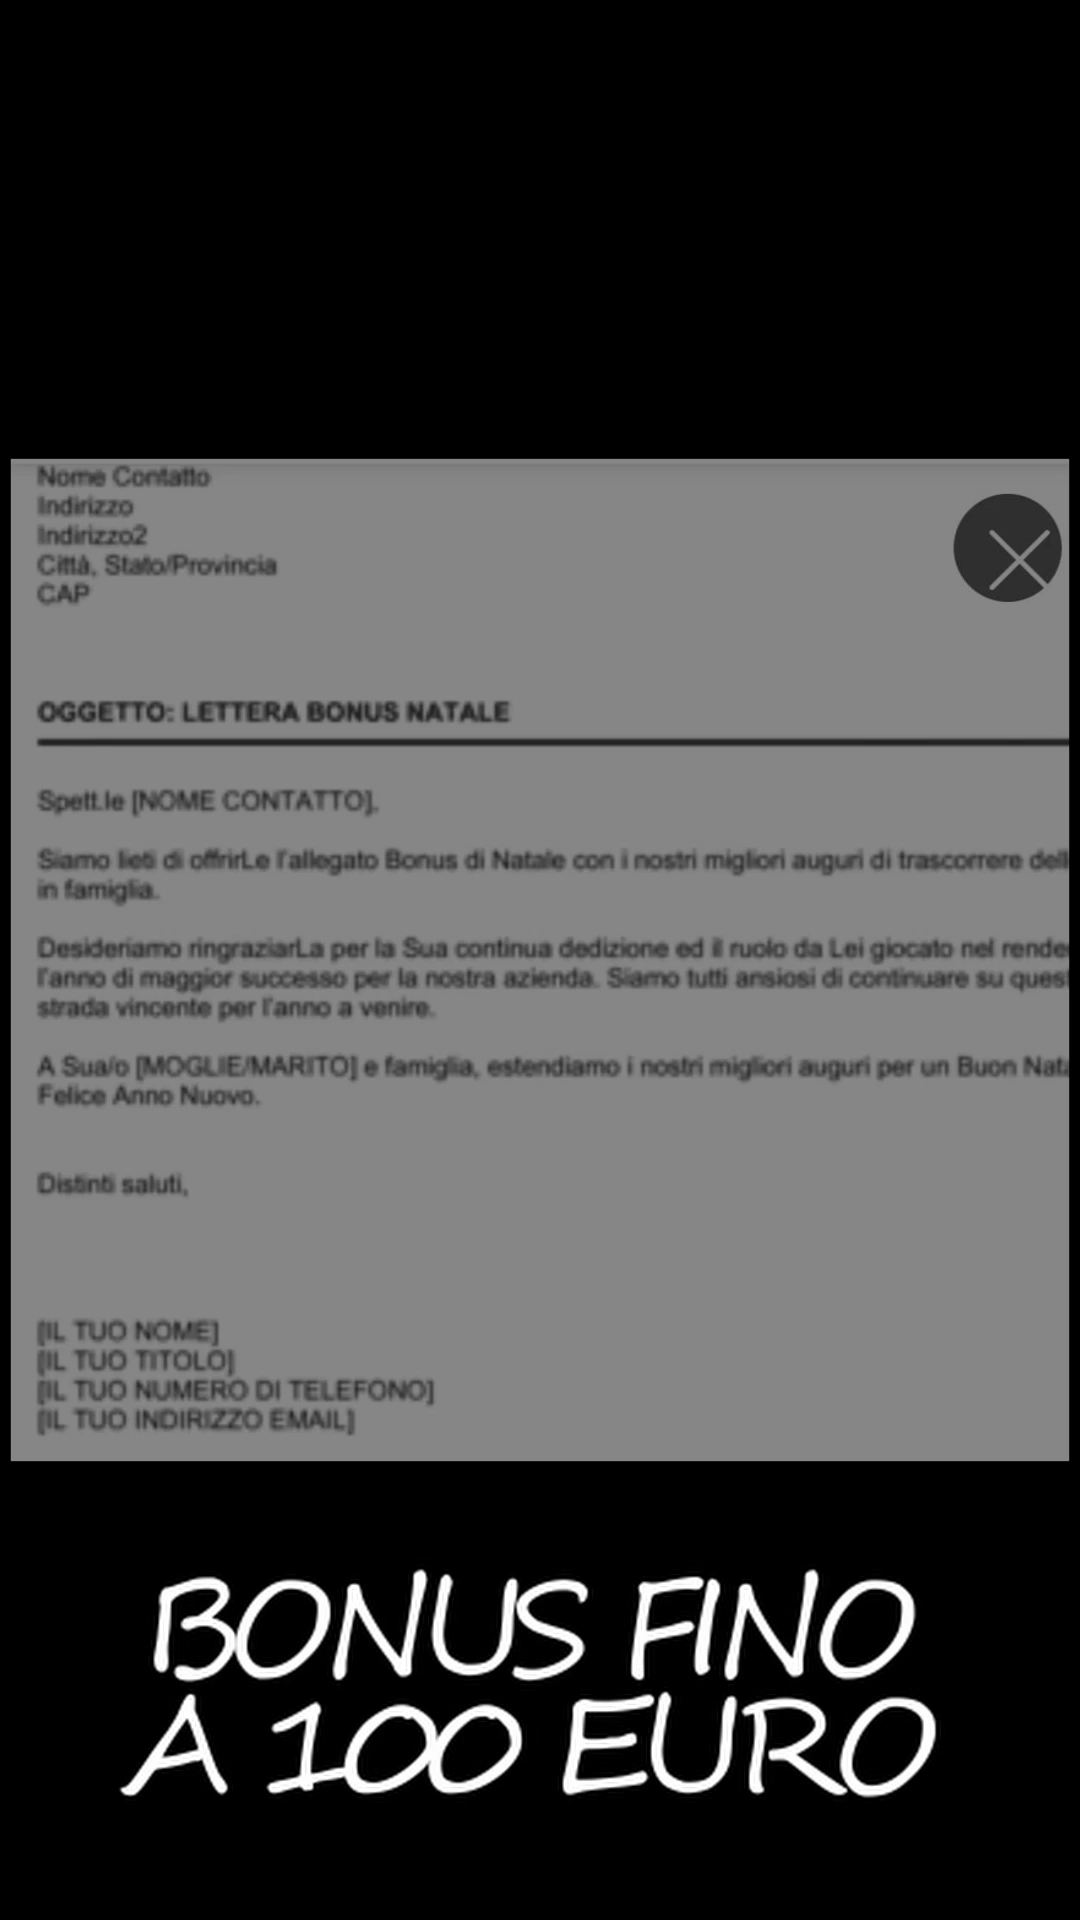 Nome Contatto
Indirizzo
Indirizzo2
Città, Stato/Provincia
CAP
OGGETTO: LETTERA BONUS NATALE
Spett.le [NOME CONTATTO],
Siamo lieti di offrirLe l'allegato Bonus di Natale con i nostri migliori auguri di trascorrere dell
in famiglia.
Desideriamo ringraziarLa per la Sua continua dedizione ed il ruolo da Lei giocato nel rende
l'anno di maggior successo per la nostra azienda. Siamo tutti ansiosi di continuare su quest
strada vincente per l'anno a venire.
A Sua/o [MOGLIE/MARITO] e famiglia, estendiamo i nostri migliori auguri per un Buon Nata
Felice Anno Nuovo.
Distinti saluti,
[IL TUO NOME]
[IL TUO TITOLO]
[IL TUO NUMERO DI TELEFONO]
[IL TUO INDIRIZZO EMAIL]
BONUS FINO
A 100 EURO